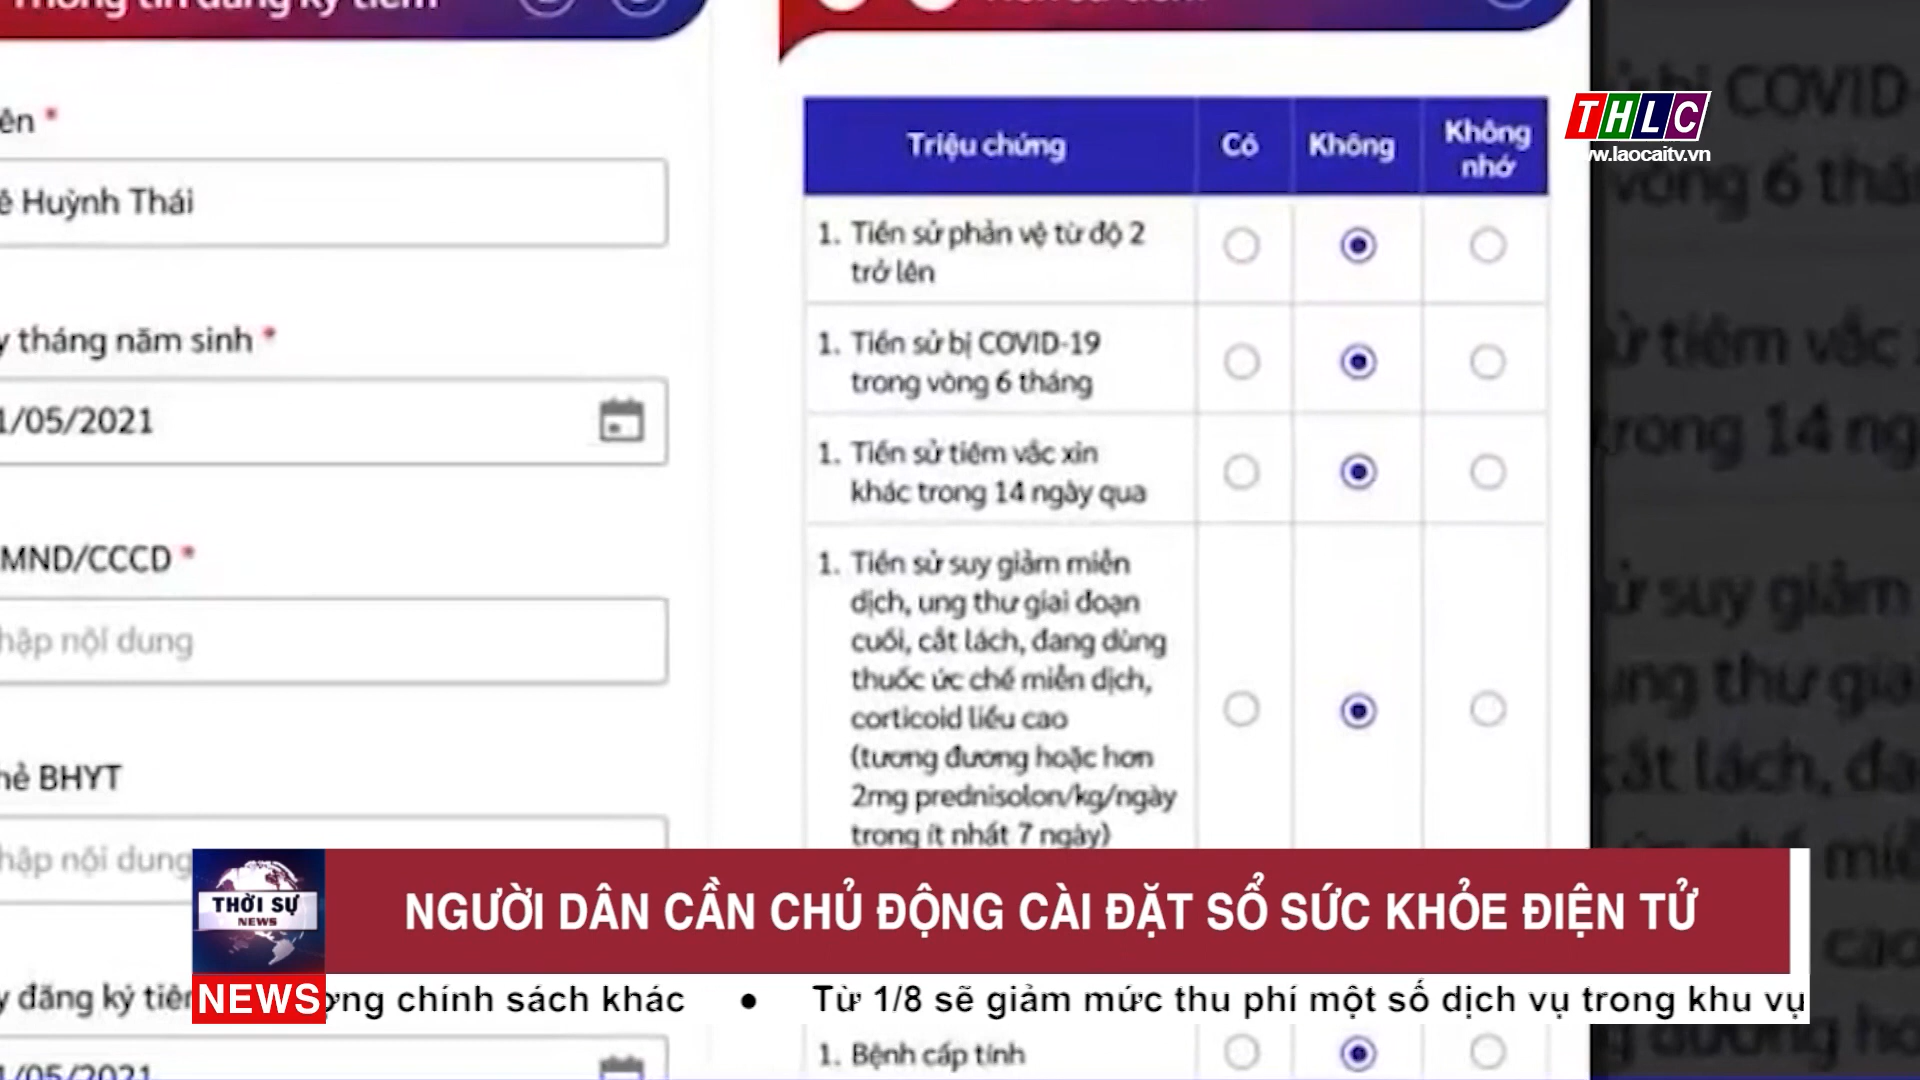 Thông tin đăng ký tiêm
ên *
ê Huỳnh Thái
y tháng năm sinh *
1/05/2021
MND/CCCD *
hập nội dung
hẻ BHYT
hập nội dung
y đăng ký tiêm
1/05/2021
Triệu chứng
Có
Không
Không
nhớ
1. Tiền sử phản vệ từ độ 2
trở lên
1. Tiền sử bị COVID-19
trong vòng 6 tháng
1. Tiền sử tiêm vắc xin
khác trong 14 ngày qua
1. Tiền sử suy giảm miễn
dịch, ung thư giai đoạn
cuối, cắt lách, đang dùng
thuốc ức chế miễn dịch,
corticoid liều cao
(tương đương hoặc hơn
2mg prednisolon/kg/ngày
trong ít nhất 7 ngày)
1. Bệnh cấp tính
THLC
w.laocaitv.vn
bị COVID-
vòng 6 thá
ử tiêm vắc
trong 14 ng
ử suy giảm
ung thư gia
cắt lách, đa
miễ
cao
THỜI SỰ
NEWS
NGƯỜI DÂN CẦN CHỦ ĐỘNG CÀI ĐẶT SỔ SỨC KHỎE ĐIỆN TỬ
NEWS
ợng chính sách khác • Từ 1/8 sẽ giảm mức thu phí một số dịch vụ trong khu vụ